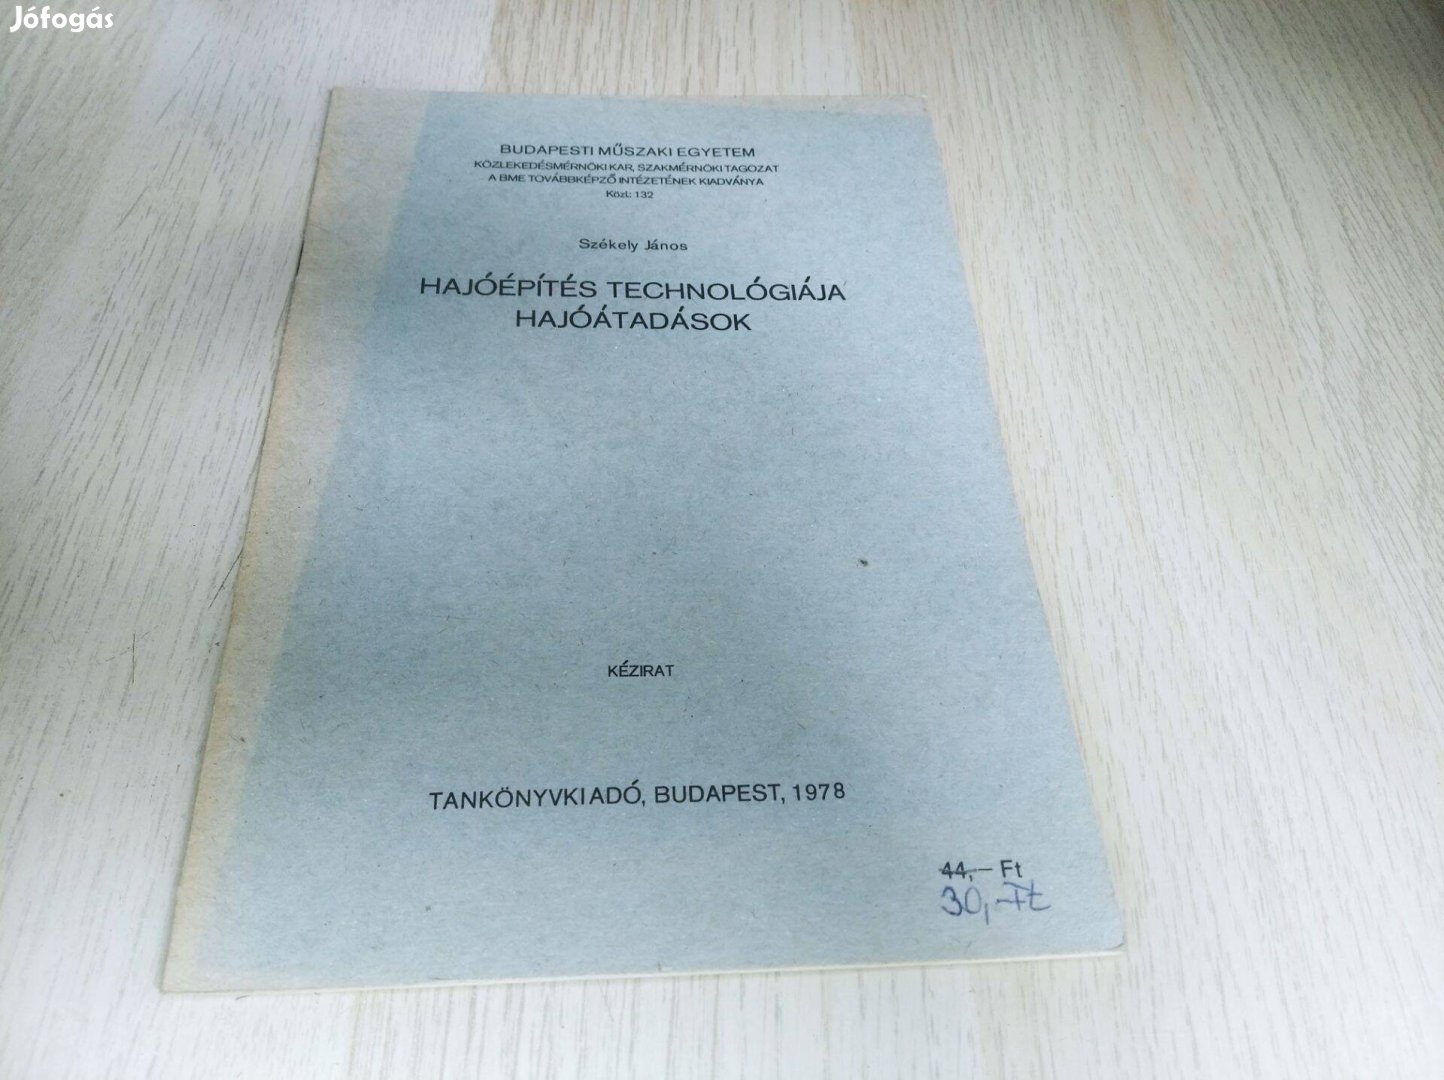 Jófogás
BUDAPESTI MŰSZAKI EGYETEM
KÖZLEKEDÉSMÉRNÖKI KAR, SZAKMÉRNÖKI TAGOZAT
A BME TOVÁBBKÉPZŐ INTÉZETÉNEK KIADVÁNYA
Közl: 132
Székely János
HAJÓÉPÍTÉS TECHNOLÓGIÁJA
HAJÓÁTADÁSOK
KÉZIRAT
TANKÖNYVKIADÓ, BUDAPEST, 1978
44,– Ft
30,-Ft